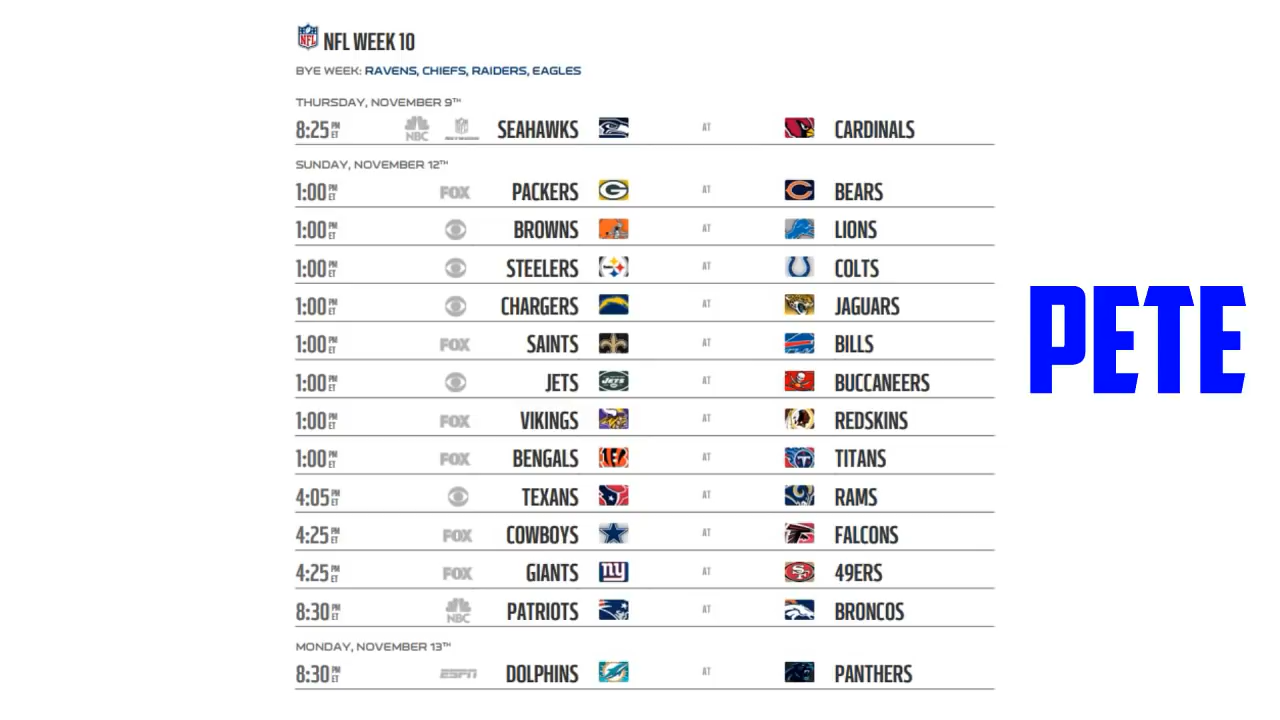 NFL WEEK 10
BYE WEEK: RAVENS, CHIEFS, RAIDERS, EAGLES
THURSDAY, NOVEMBER 9TH
8:25 PM ET NBC SEAHAWKS AT CARDINALS
SUNDAY, NOVEMBER 12TH
1:00 PM ET FOX PACKERS AT BEARS
1:00 PM ET BROWNS AT LIONS
1:00 PM ET STEELERS AT COLTS
1:00 PM ET CHARGERS AT JAGUARS
1:00 PM ET FOX SAINTS AT BILLS
1:00 PM ET JETS AT BUCCANEERS
1:00 PM ET FOX VIKINGS AT REDSKINS
1:00 PM ET FOX BENGALS AT TITANS
4:05 PM ET TEXANS AT RAMS
4:25 PM ET FOX COWBOYS AT FALCONS
4:25 PM ET FOX GIANTS AT 49ERS
8:30 PM ET NBC PATRIOTS AT BRONCOS
MONDAY, NOVEMBER 13TH
8:30 PM ET ESPN DOLPHINS AT PANTHERS
PETE